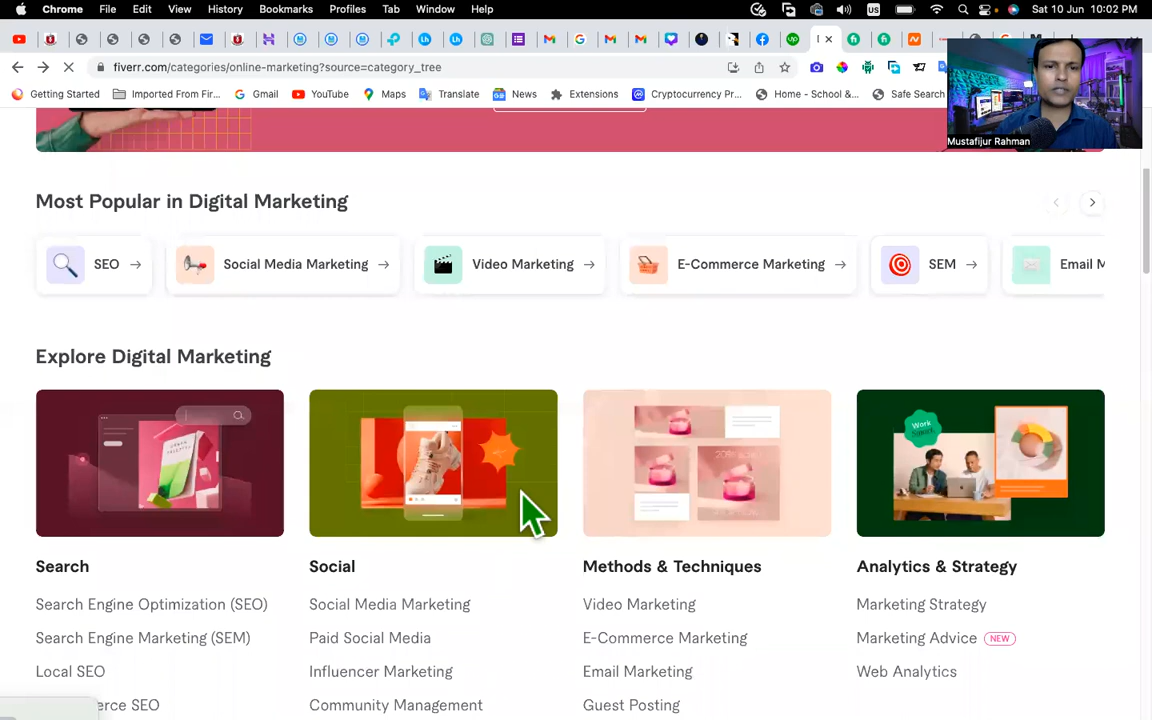 Chrome File Edit View History Bookmarks Profiles Tab Window Help
US
Sat 10 Jun 10:02 PM
fiverr.com/categories/online-marketing?source=category_tree
Getting Started
Imported From Fir...
Gmail
YouTube
Maps
Translate
News
Extensions
Cryptocurrency Pr...
Home - School &...
Safe Search
Mustafijur Rahman
Most Popular in Digital Marketing
SEO
Social Media Marketing
Video Marketing
E-Commerce Marketing
SEM
Email M
Explore Digital Marketing
Work
Search
Social
Methods & Techniques
Analytics & Strategy
Search Engine Optimization (SEO)
Social Media Marketing
Video Marketing
Marketing Strategy
Search Engine Marketing (SEM)
Paid Social Media
E-Commerce Marketing
Marketing Advice NEW
Local SEO
Influencer Marketing
Email Marketing
Web Analytics
erce SEO
Community Management
Guest Posting